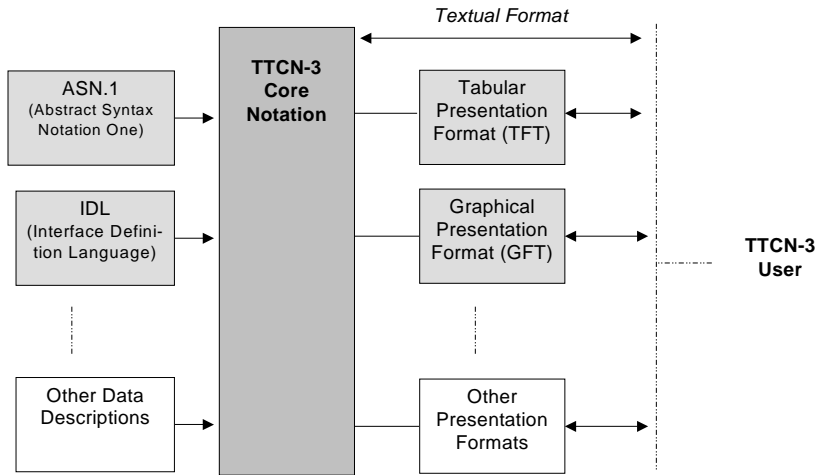 Textual Format
TTCN-3
Core
Notation
ASN.1
(Abstract Syntax
Notation One)
Tabular
Presentation
Format (TFT)
IDL
(Interface Defini-
tion Language)
Graphical
Presentation
Format (GFT)
TTCN-3
User
Other Data
Descriptions
Other
Presentation
Formats